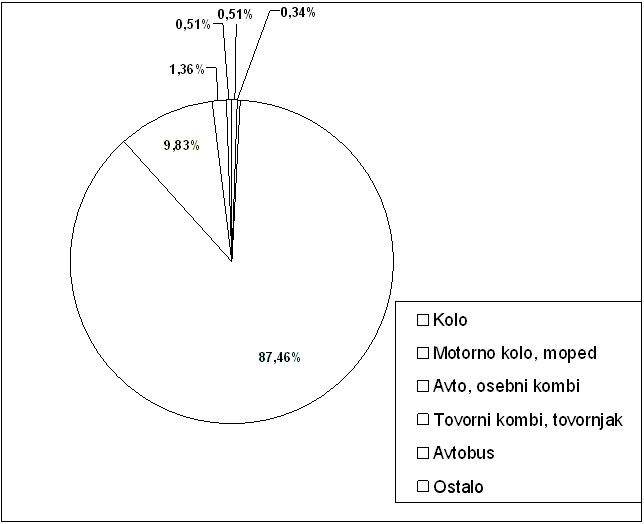 0,51%
0,34%
0,51%
1,36%
9,83%
87,46%
Kolo
Motorno kolo, moped
Avto, osebni kombi
Tovorni kombi, tovornjak
Avtobus
Ostalo